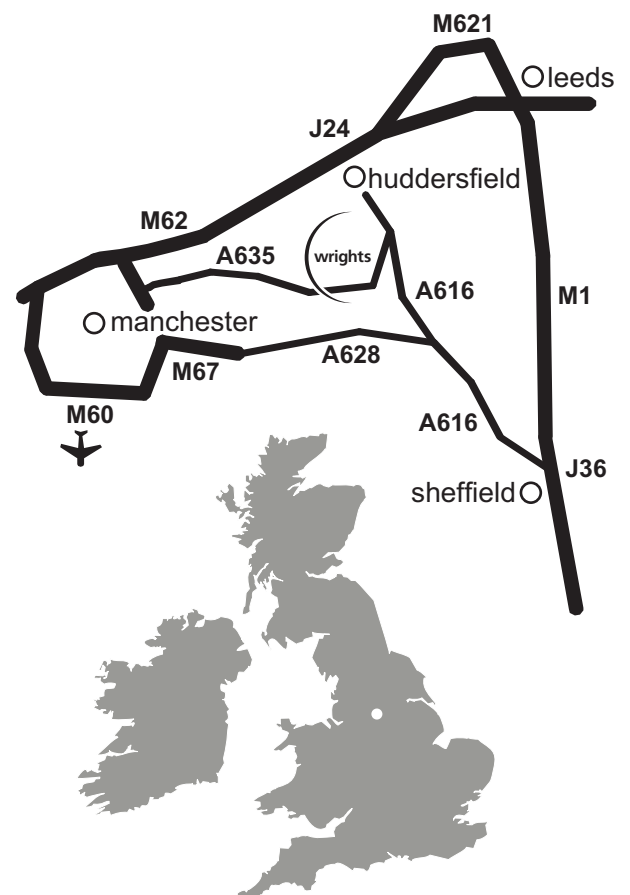 M621
leeds
J24
huddersfield
M62
A635
wrights
A616
M1
manchester
A628
M67
M60
A616
J36
sheffield